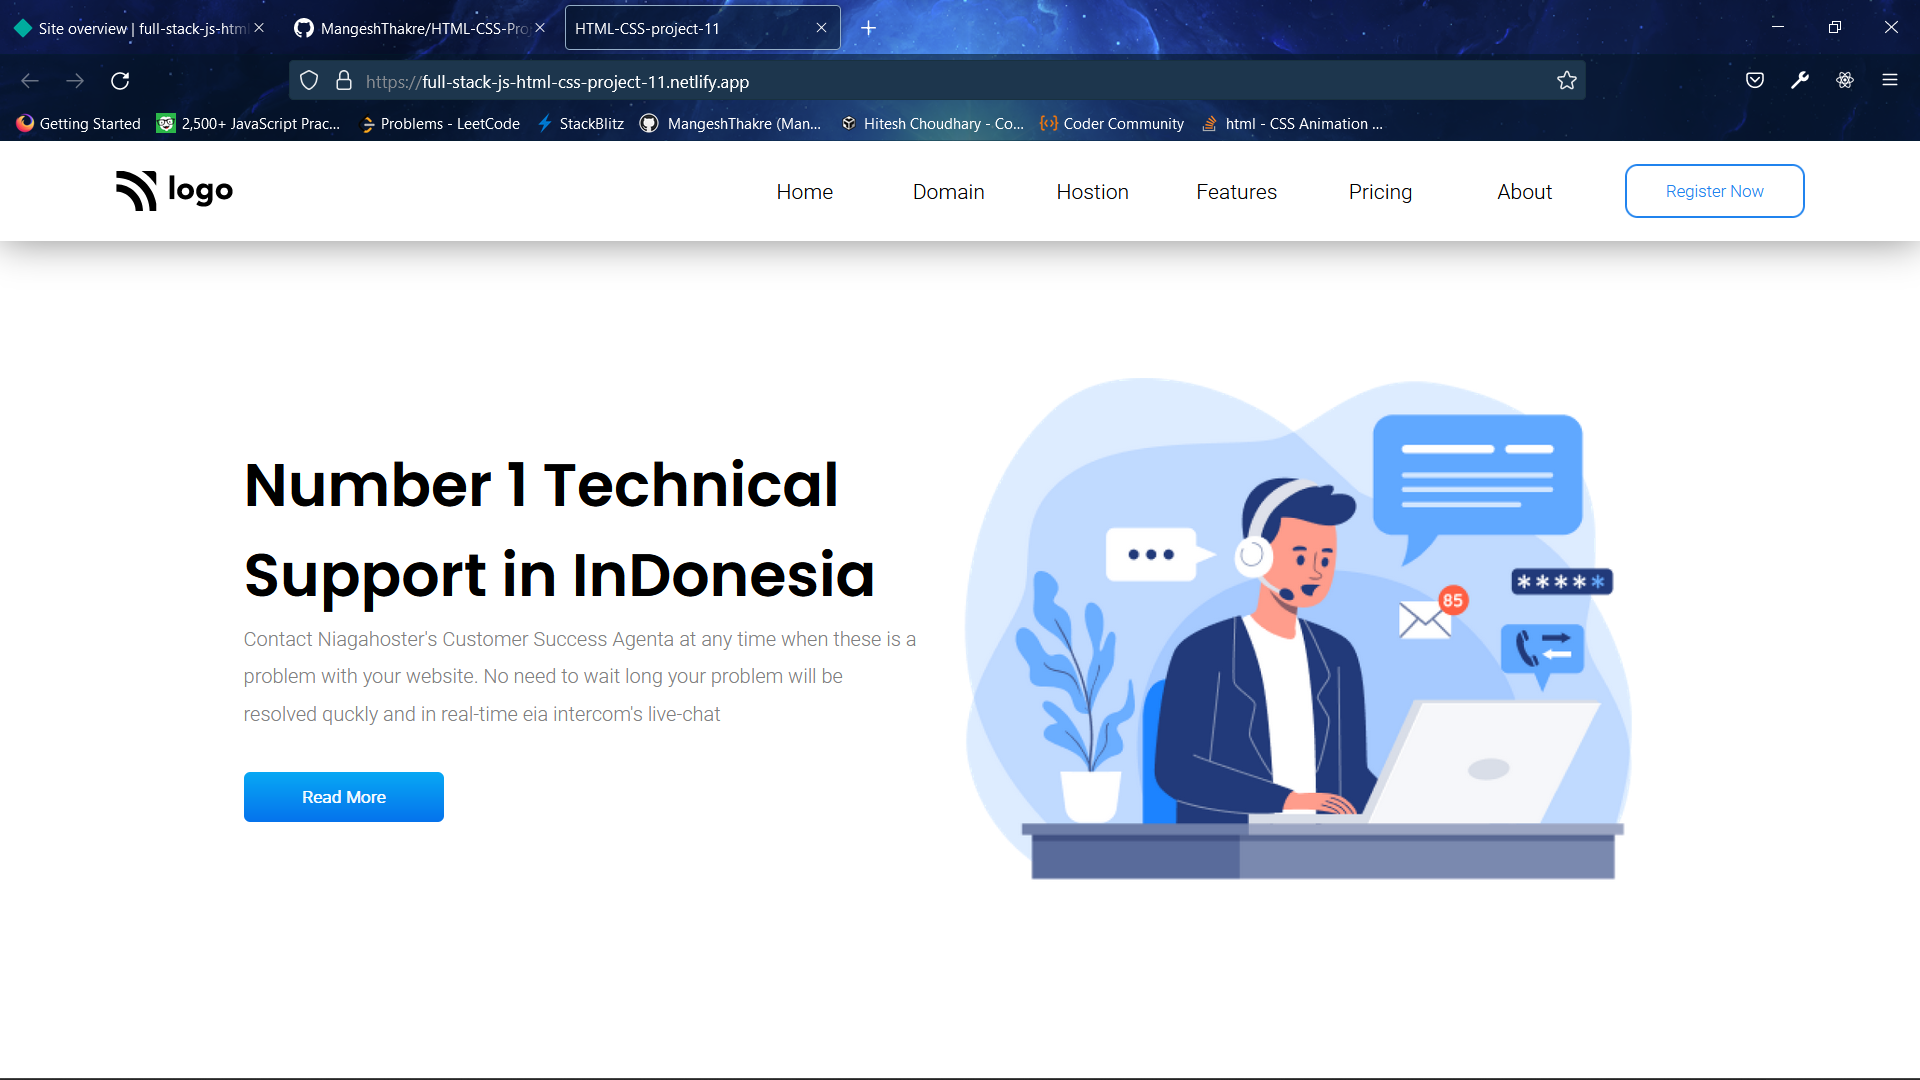 Site overview | full-stack-js-html
MangeshThakre/HTML-CSS-Pro
HTML-CSS-project-11
https://full-stack-js-html-css-project-11.netlify.app
Getting Started
2,500+ JavaScript Prac...
Problems - LeetCode
StackBlitz
MangeshThakre (Man...
Hitesh Choudhary - Co...
Coder Community
html - CSS Animation ...
logo
Home
Domain
Hostion
Features
Pricing
About
Register Now
Number 1 Technical
Support in InDonesia
Contact Niagahoster's Customer Success Agenta at any time when these is a
problem with your website. No need to wait long your problem will be
resolved quckly and in real-time eia intercom's live-chat
Read More
*****
85